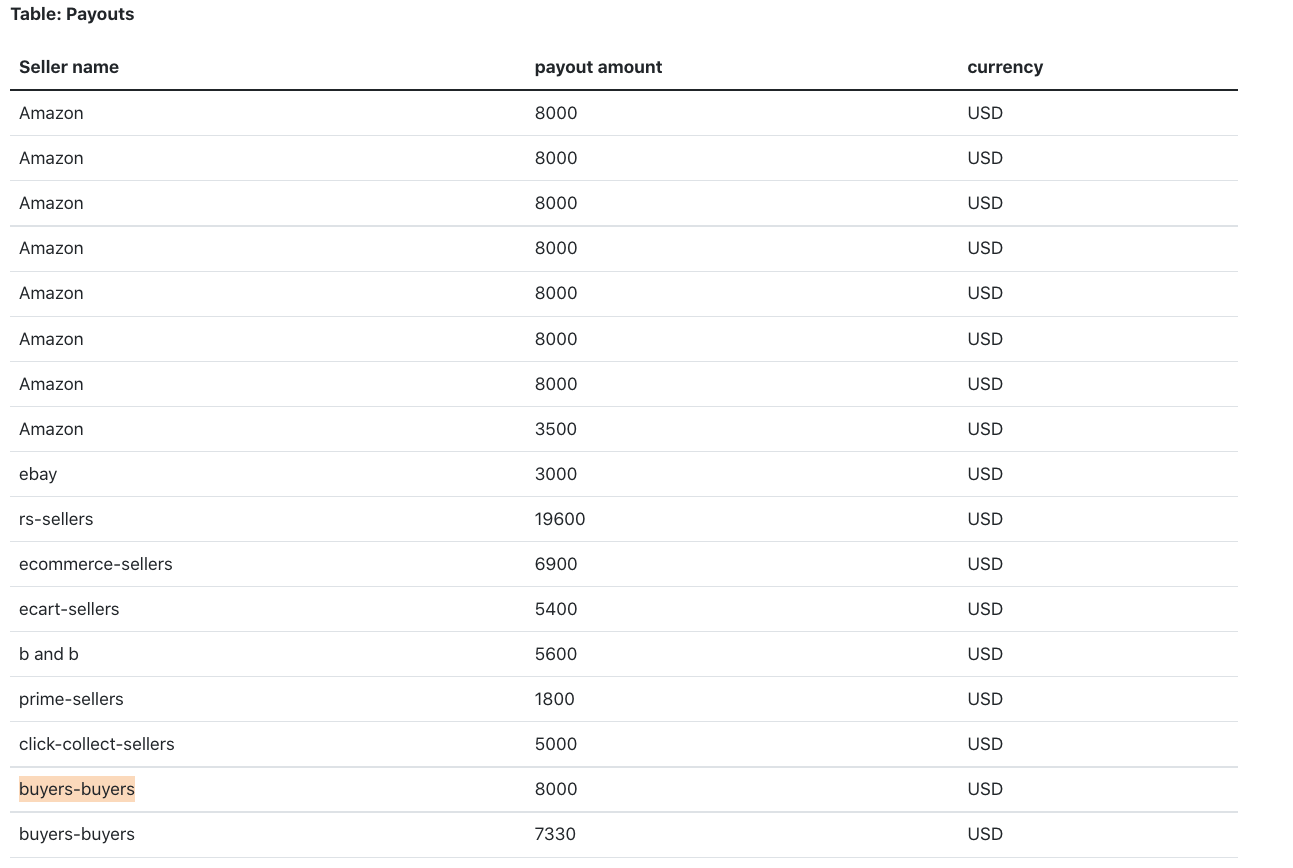 Table: Payouts
Seller name payout amount currency
Amazon 8000 USD
Amazon 8000 USD
Amazon 8000 USD
Amazon 8000 USD
Amazon 8000 USD
Amazon 8000 USD
Amazon 8000 USD
Amazon 3500 USD
ebay 3000 USD
rs-sellers 19600 USD
ecommerce-sellers 6900 USD
ecart-sellers 5400 USD
b and b 5600 USD
prime-sellers 1800 USD
click-collect-sellers 5000 USD
buyers-buyers 8000 USD
buyers-buyers 7330 USD